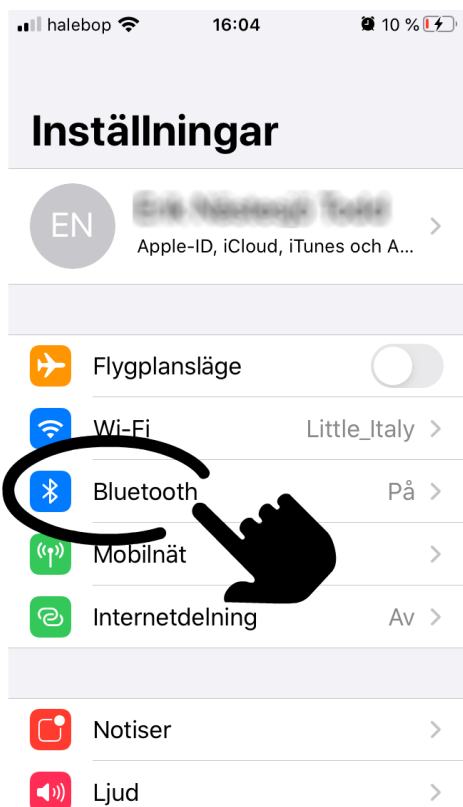 halebop 16:04 10 %
Inställningar
EN
Apple-ID, iCloud, iTunes och A...
Flygplansläge
Wi-Fi Little_Italy
Bluetooth På
Mobilnät
Internetdelning Av
Notiser
Ljud